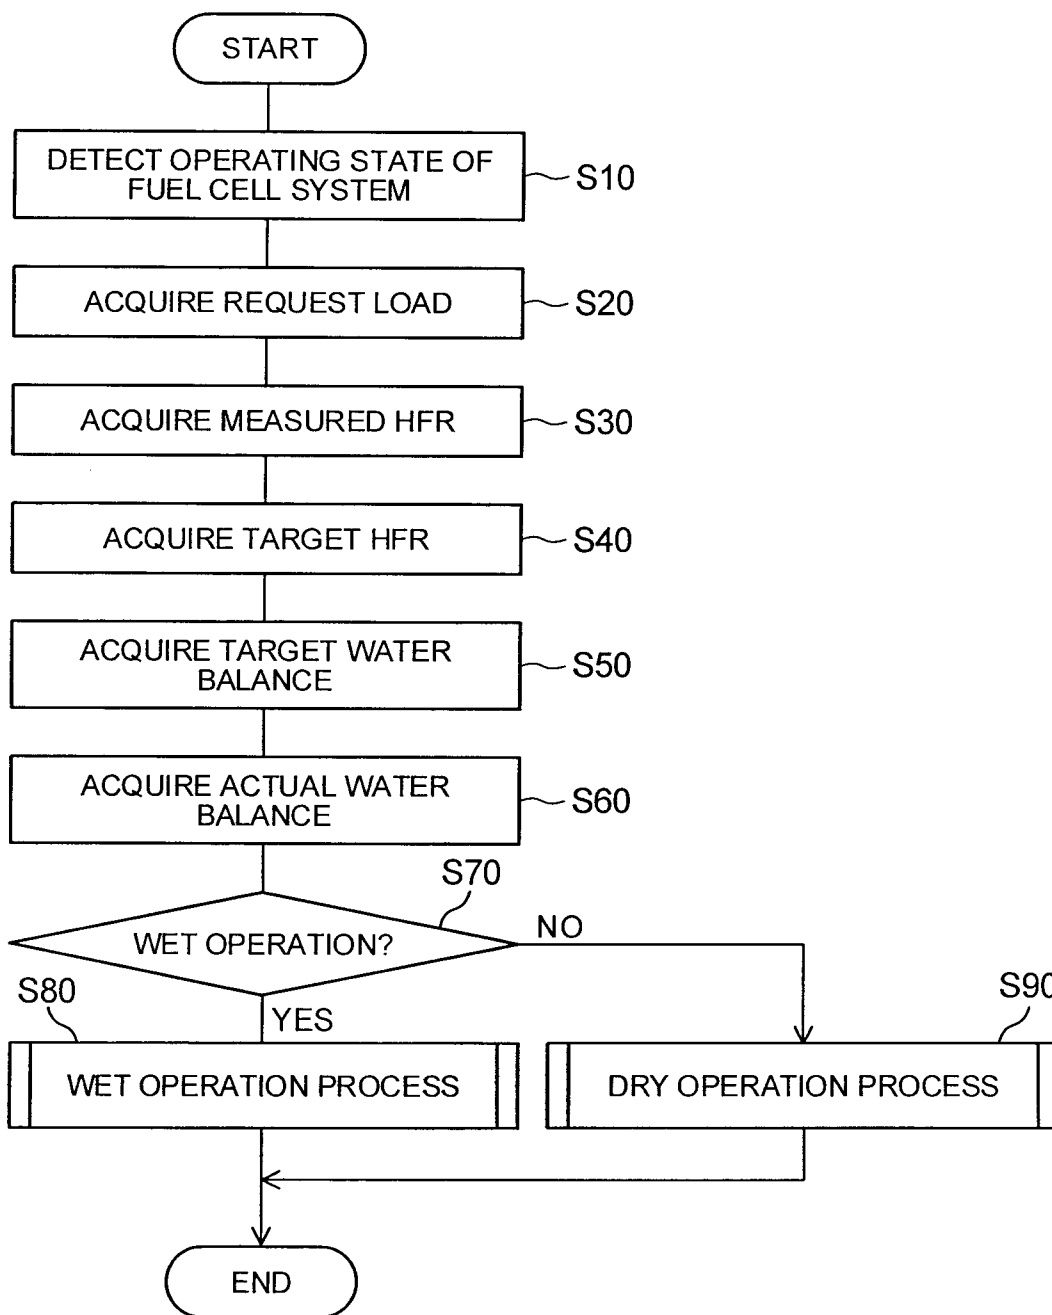 START
DETECT OPERATING STATE OF
FUEL CELL SYSTEM
S10
ACQUIRE REQUEST LOAD
S20
ACQUIRE MEASURED HFR
S30
ACQUIRE TARGET HFR
S40
ACQUIRE TARGET WATER
BALANCE
S50
ACQUIRE ACTUAL WATER
BALANCE
S60
S70
WET OPERATION?
NO
YES
S80
WET OPERATION PROCESS
S90
DRY OPERATION PROCESS
END